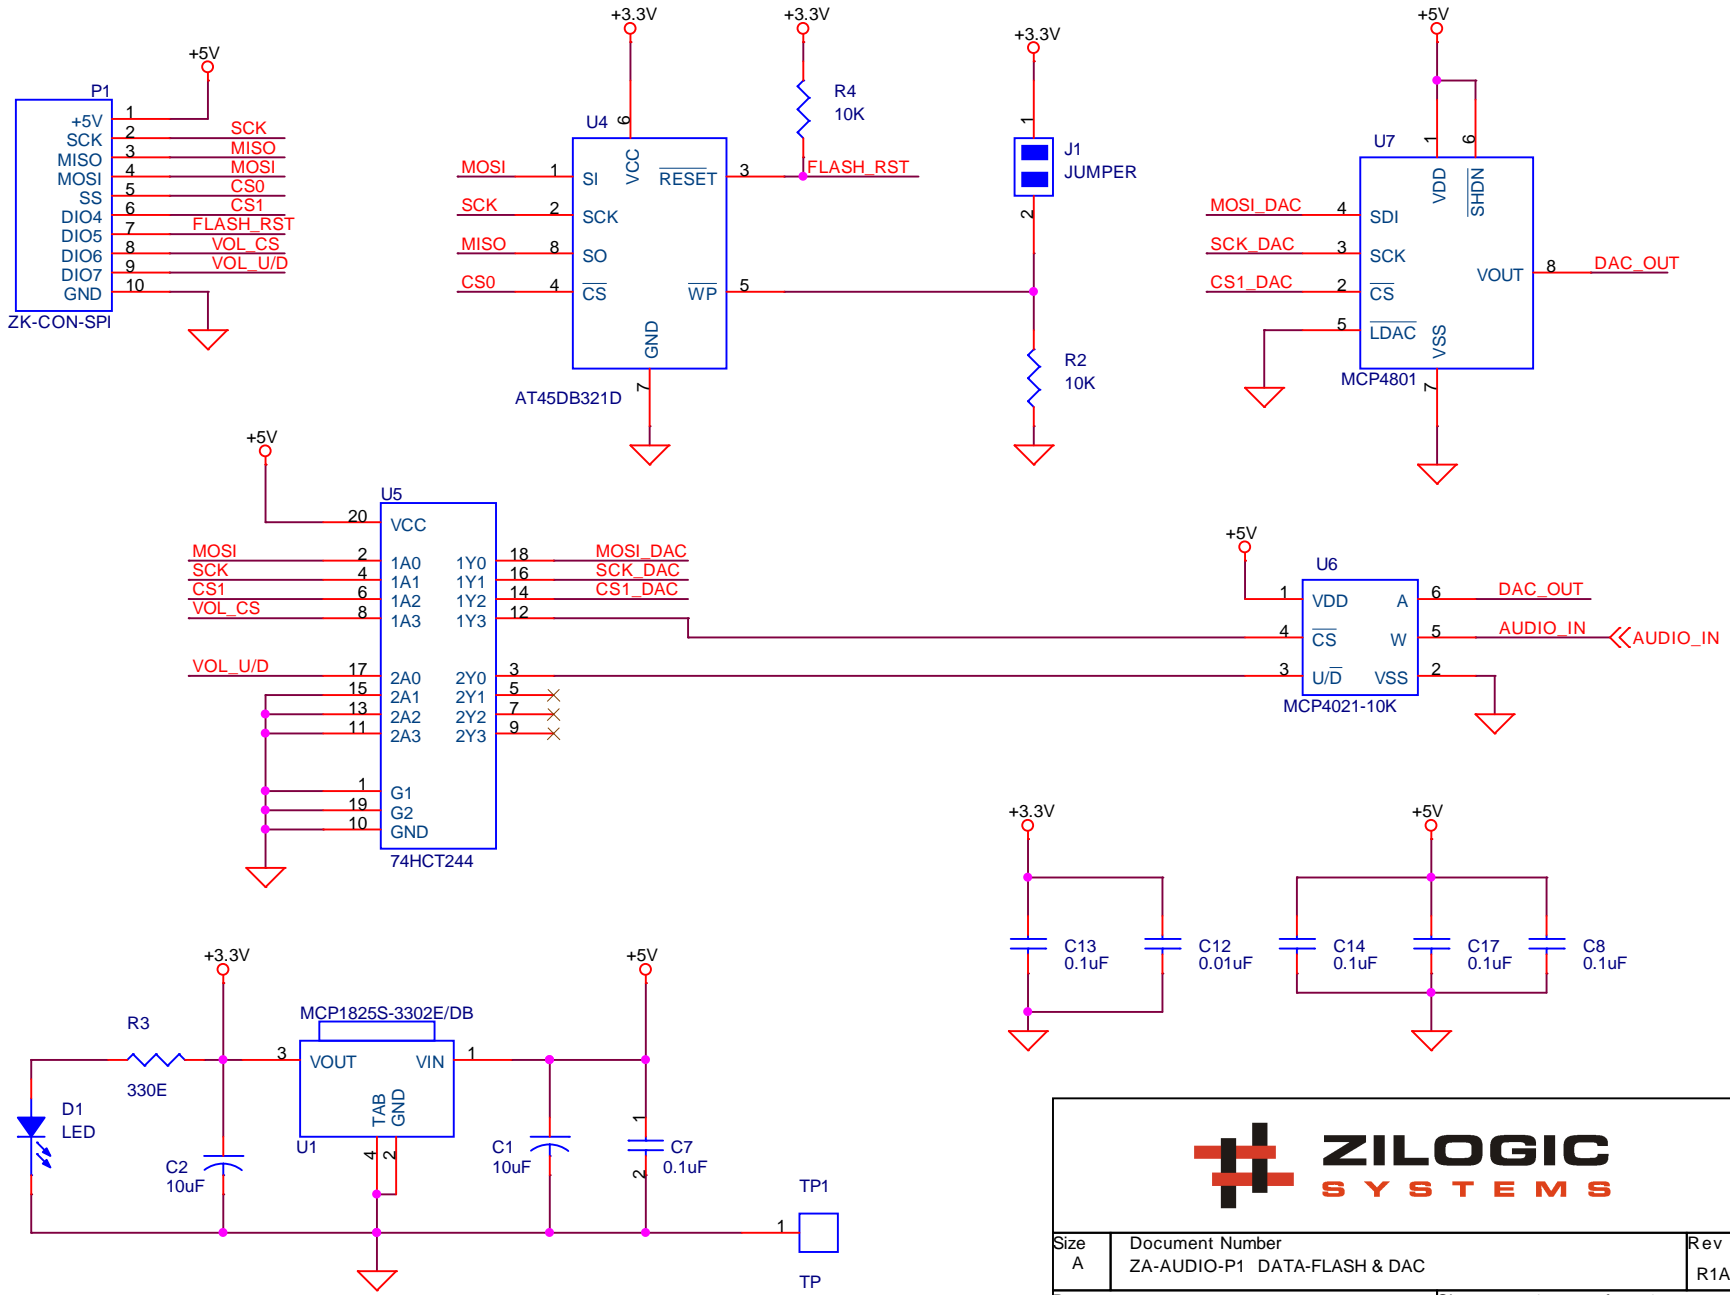 +5V
P1
1
+5V
2
SCK
SCK
3
MISO
MISO
4
MOSI
MOSI
5
SS
CS0
6
DIO4
CS1
7
DIO5
FLASH_RST
8
DIO6
VOL_CS
9
DIO7
VOL_U/D
10
GND
ZK-CON-SPI
+3.3V
+3.3V
R4
10K
U4
6
VCC
MOSI
1
SI
RESET
3
FLASH_RST
SCK
2
SCK
MISO
8
SO
CS0
4
CS
WP
5
GND
7
AT45DB321D
+3.3V
1
J1
JUMPER
2
R2
10K
+5V
U7
1
6
VDD
SHDN
MOSI_DAC
4
SDI
SCK_DAC
3
SCK
VOUT
8
DAC_OUT
CS1_DAC
2
CS
5
LDAC
VSS
7
MCP4801
+5V
U5
20
VCC
MOSI
2
1A0
1Y0
18
MOSI_DAC
SCK
4
1A1
1Y1
16
SCK_DAC
CS1
6
1A2
1Y2
14
CS1_DAC
VOL_CS
8
1A3
1Y3
12
VOL_U/D
17
2A0
2Y0
3
15
2A1
2Y1
5
13
2A2
2Y2
7
11
2A3
2Y3
9
1
G1
19
G2
10
GND
74HCT244
+5V
U6
1
VDD
A
6
DAC_OUT
4
CS
W
5
AUDIO_IN
AUDIO_IN
3
U/D
VSS
2
MCP4021-10K
+3.3V
C13
0.1uF
C12
0.01uF
+5V
C14
0.1uF
C17
0.1uF
C8
0.1uF
+3.3V
+5V
MCP1825S-3302E/DB
R3
330E
3
VOUT
VIN
1
TAB
GND
U1
4
2
D1
LED
C2
10uF
C1
10uF
1
C7
0.1uF
2
TP1
1
TP
ZILOGIC
SYSTEMS
Size
A
Document Number
ZA-AUDIO-P1 DATA-FLASH & DAC
Rev
R1A